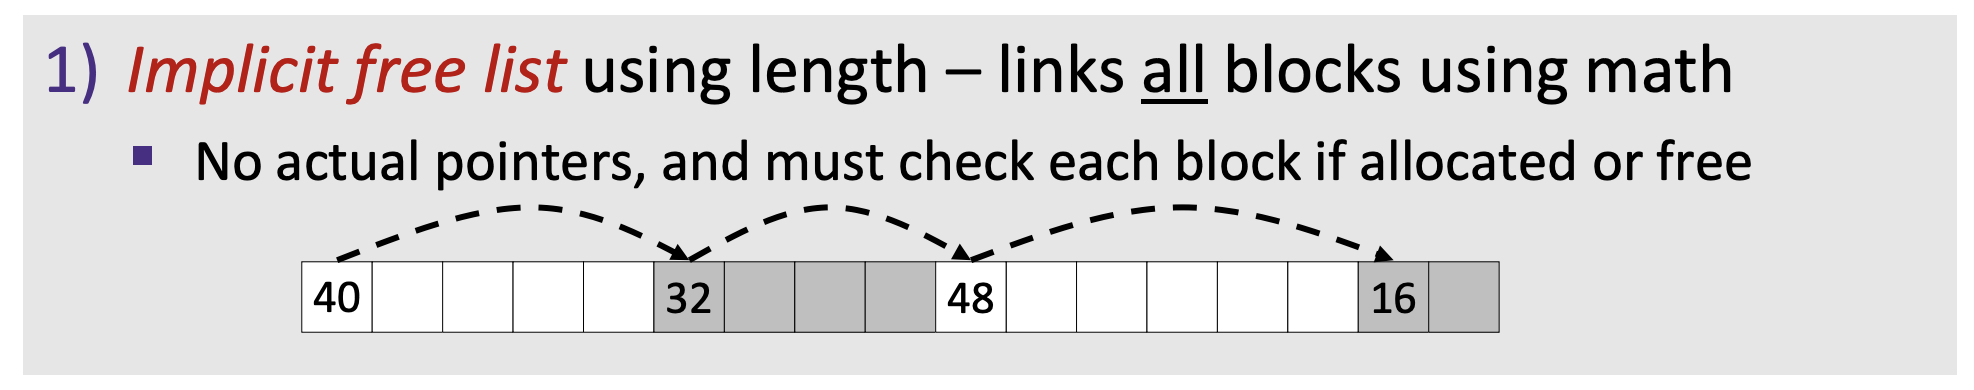 1) Implicit free list using length – links all blocks using math
▪ No actual pointers, and must check each block if allocated or free
40 32 48 16